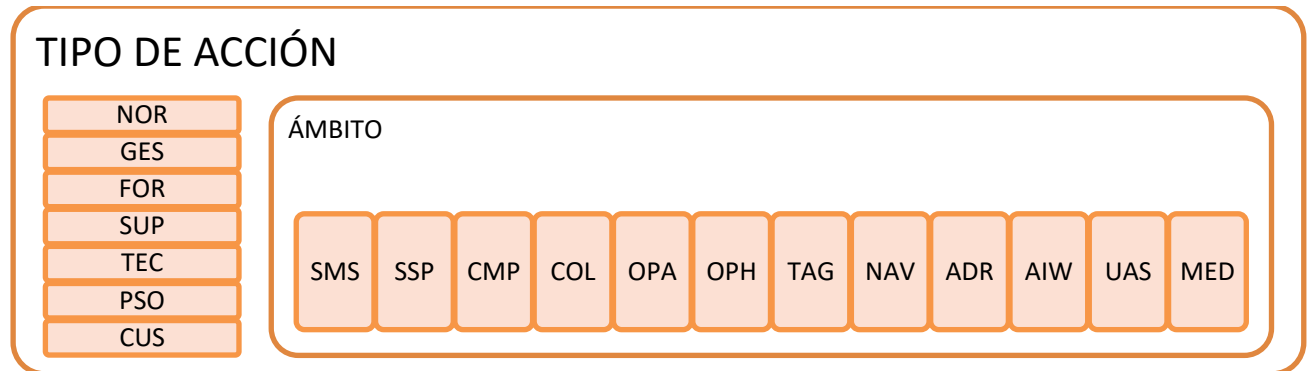 TIPO DE ACCIÓN
NOR
GES
FOR
SUP
TEC
PSO
CUS
ÁMBITO
SMS SSP CMP COL OPA OPH TAG NAV ADR AIW UAS MED